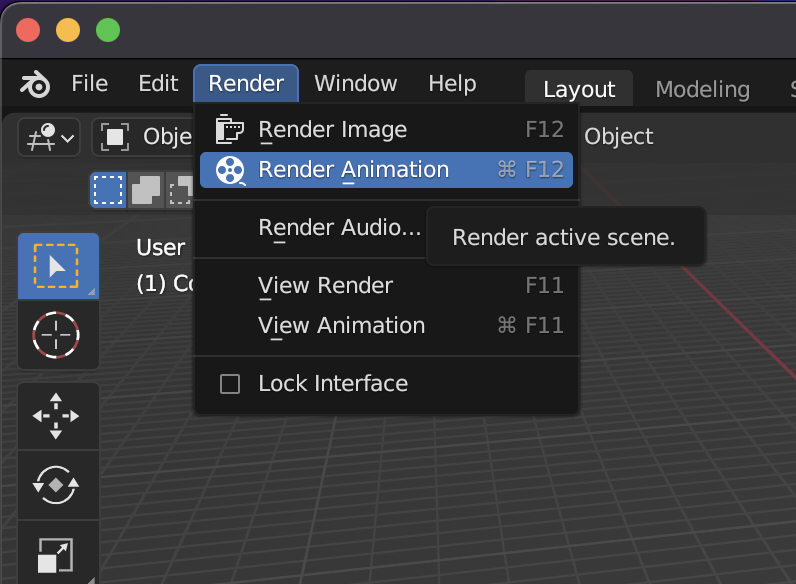 File Edit Render Window Help Layout Modeling
Obje Object
Render Image F12
Render Animation ⌘ F12
Render Audio...
Render active scene.
User
(1) Co
View Render F11
View Animation ⌘ F11
Lock Interface